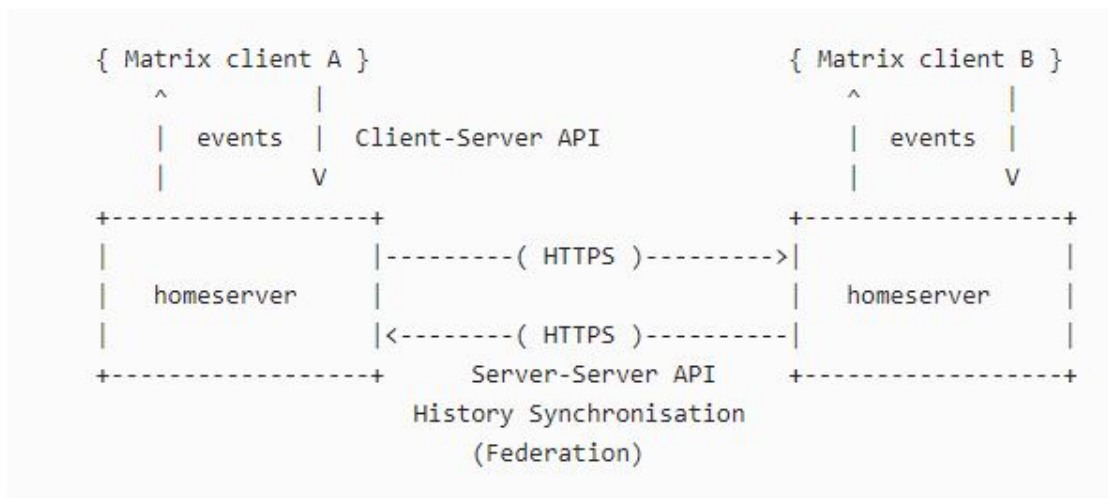 { Matrix client A }                             { Matrix client B }
    ^          |                                    ^          |
    |  events  |  Client-Server API                 |  events  |
    |          V                                    |          V
+------------------+                            +------------------+
|                  |---------( HTTPS )--------->|                  |
|   homeserver     |                            |   homeserver     |
|                  |<--------( HTTPS )----------|                  |
+------------------+      Server-Server API     +------------------+
                      History Synchronisation
                          (Federation)